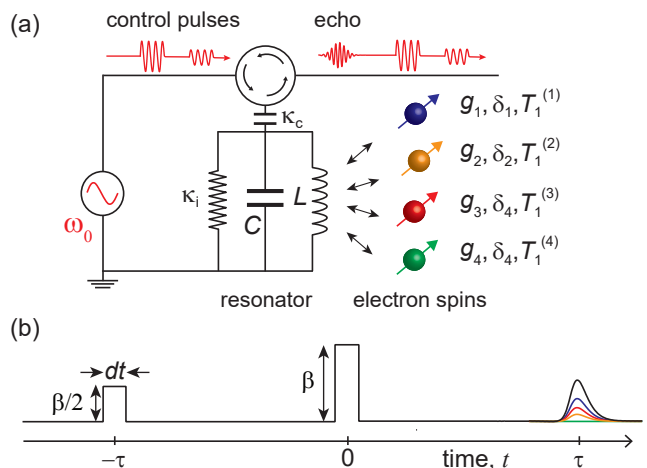 (a)
control pulses
echo
κc
g1, δ1, T1(1)
g2, δ2, T1(2)
κi
C
L
g3, δ4, T1(3)
ω0
g4, δ4, T1(4)
resonator
electron spins
(b)
dt
β/2
β
−τ
0
time, t
τ